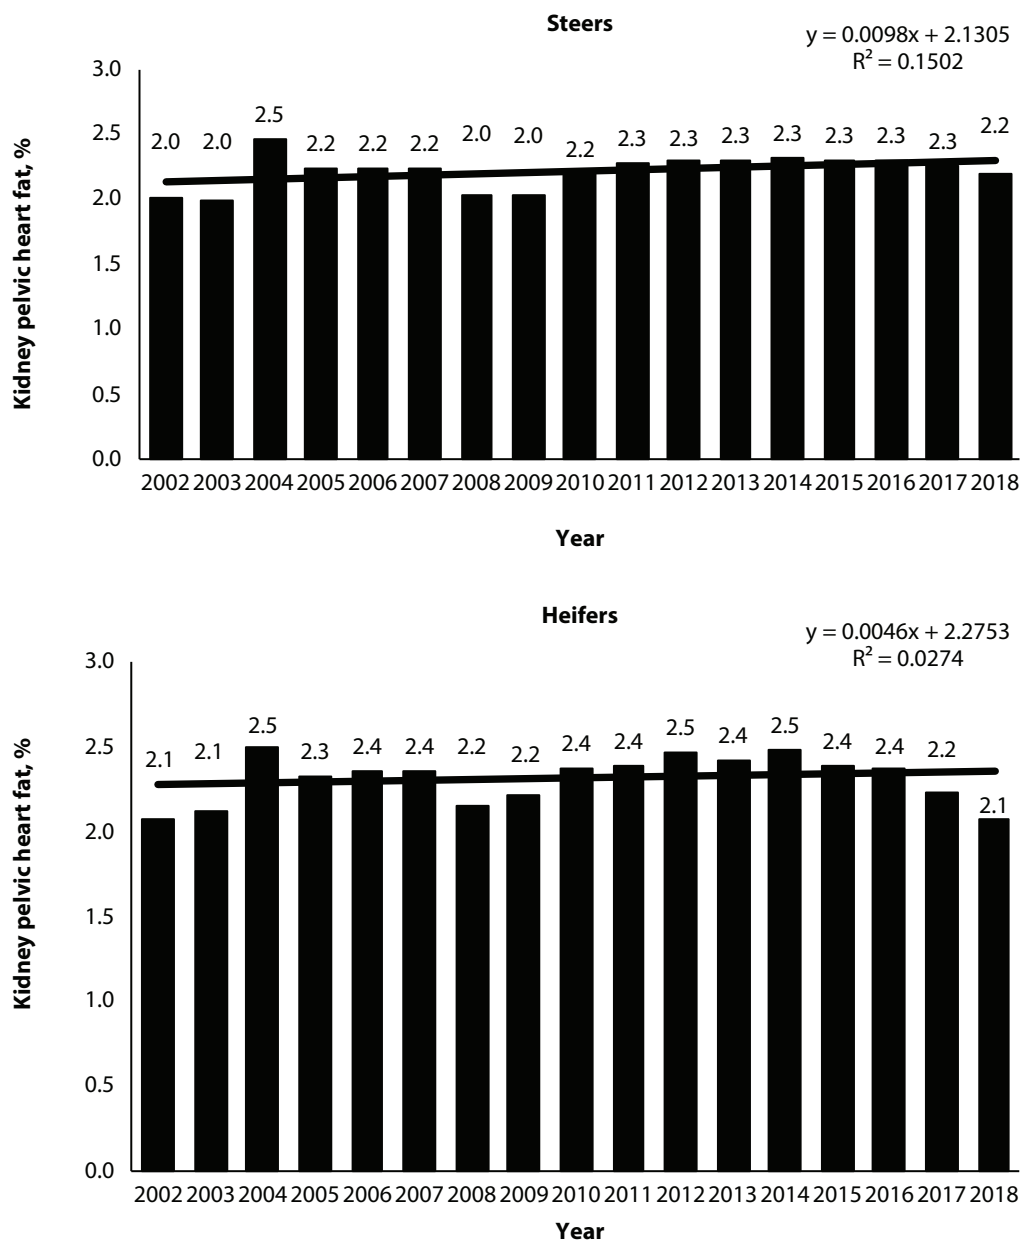 Steers
y = 0.0098x + 2.1305
R² = 0.1502
Kidney pelvic heart fat, %
3.0
2.5
2.0
1.5
1.0
0.5
0.0
2.0 2.0 2.5 2.2 2.2 2.2 2.0 2.0 2.2 2.3 2.3 2.3 2.3 2.3 2.3 2.3 2.2
2002 2003 2004 2005 2006 2007 2008 2009 2010 2011 2012 2013 2014 2015 2016 2017 2018
Year
Heifers
y = 0.0046x + 2.2753
R² = 0.0274
Kidney pelvic heart fat, %
3.0
2.5
2.0
1.5
1.0
0.5
0.0
2.1 2.1 2.5 2.3 2.4 2.4 2.2 2.2 2.4 2.4 2.5 2.4 2.5 2.4 2.4 2.2 2.1
2002 2003 2004 2005 2006 2007 2008 2009 2010 2011 2012 2013 2014 2015 2016 2017 2018
Year